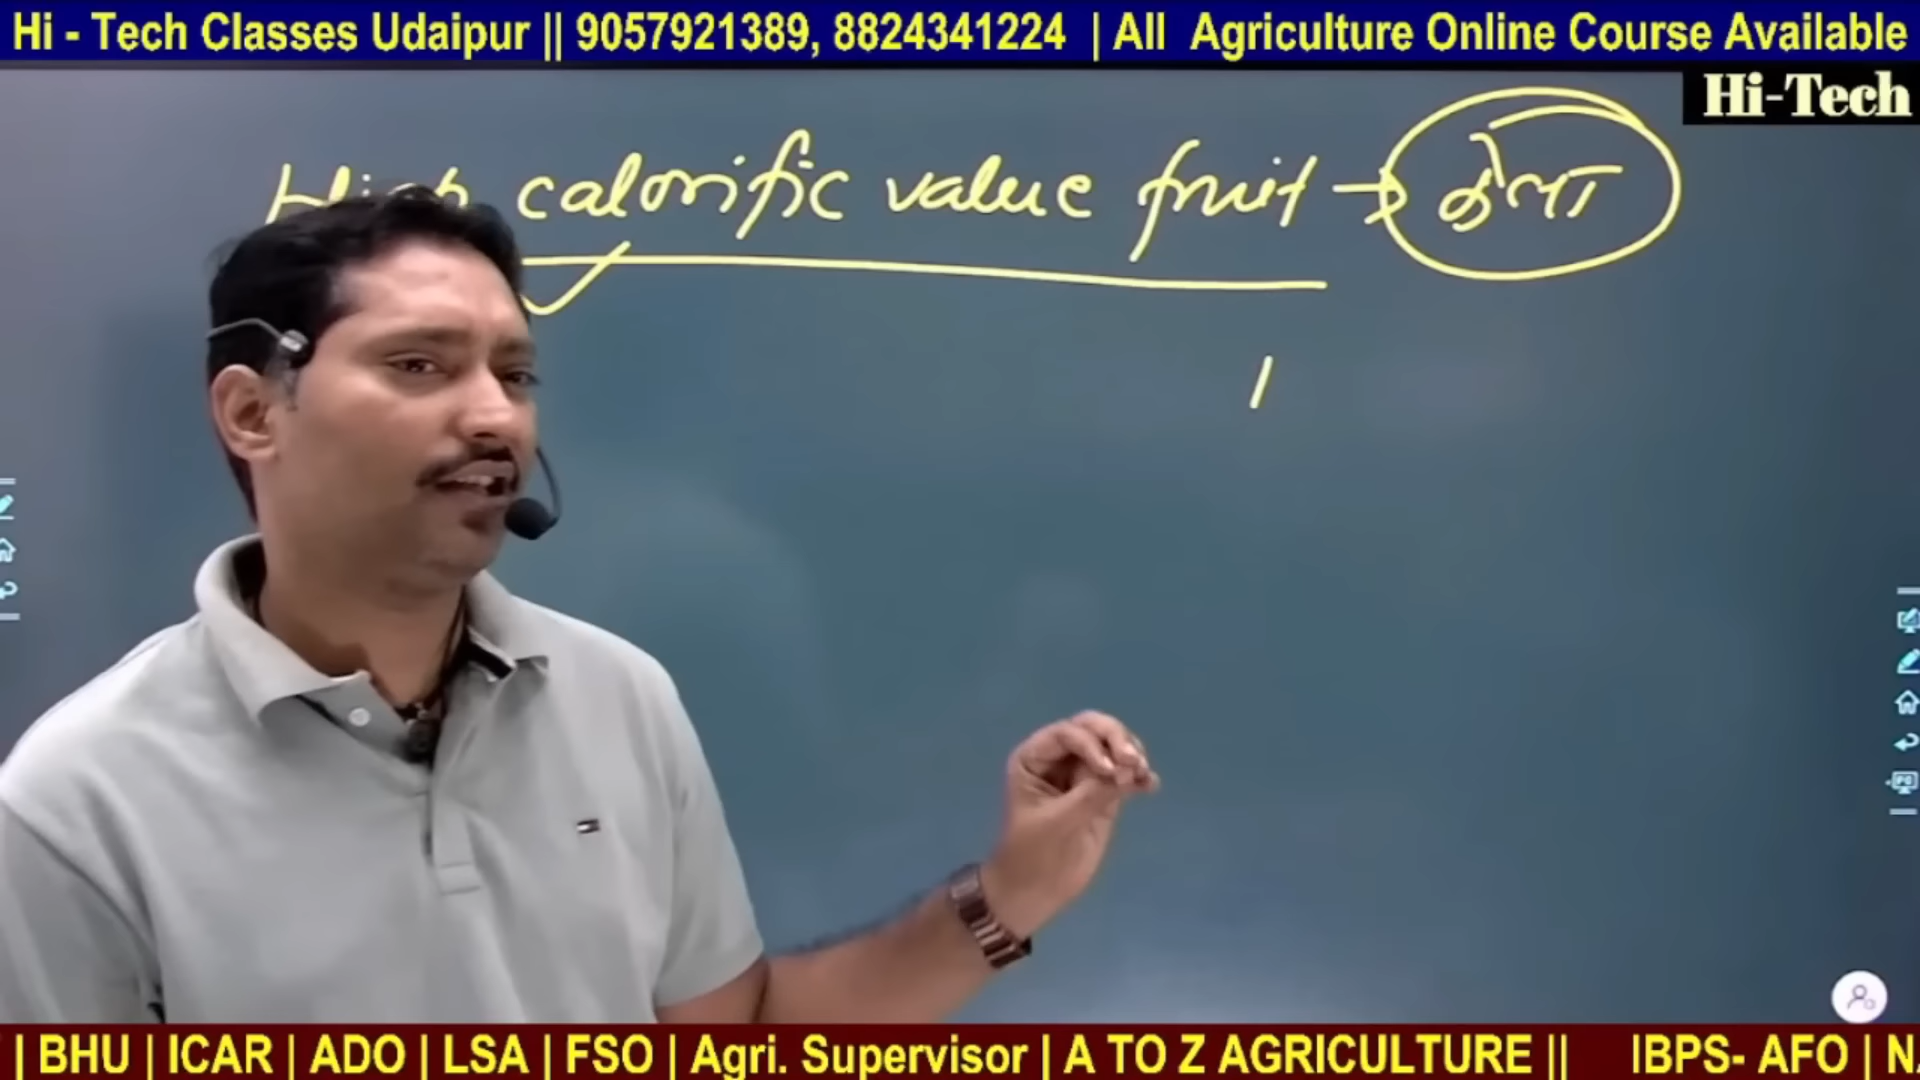 Hi - Tech Classes Udaipur || 9057921389, 8824341224 | All Agriculture Online Course Available
Hi-Tech
High calorific value fruit → केला
| BHU | ICAR | ADO | LSA | FSO | Agri. Supervisor | A TO Z AGRICULTURE || IBPS- AFO |